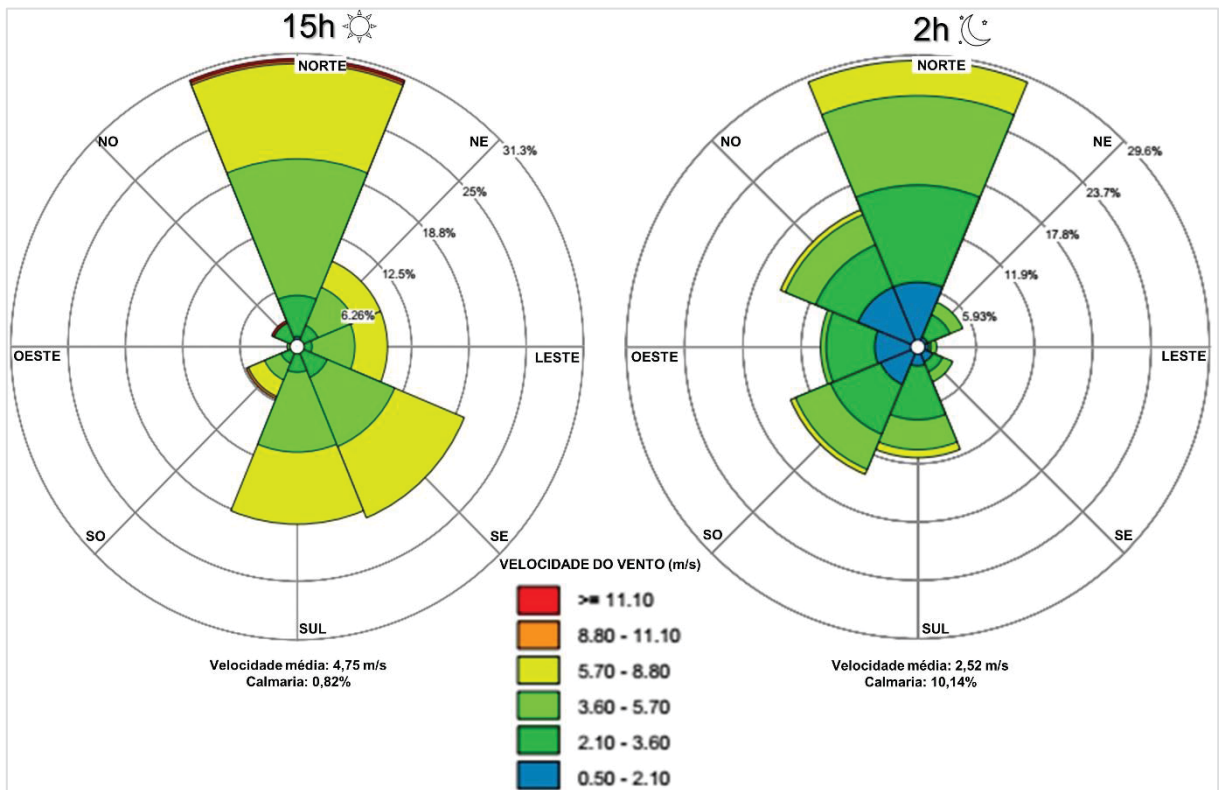 15h
NORTE
NO
NE
31.3%
25%
18.8%
12.5%
6.26%
OESTE
LESTE
SO
SE
SUL
Velocidade média: 4,75 m/s
Calmaria: 0,82%
2h
NORTE
NO
NE
29.6%
23.7%
17.8%
11.9%
5.93%
OESTE
LESTE
SO
SE
SUL
Velocidade média: 2,52 m/s
Calmaria: 10,14%
VELOCIDADE DO VENTO (m/s)
>= 11.10
8.80 - 11.10
5.70 - 8.80
3.60 - 5.70
2.10 - 3.60
0.50 - 2.10